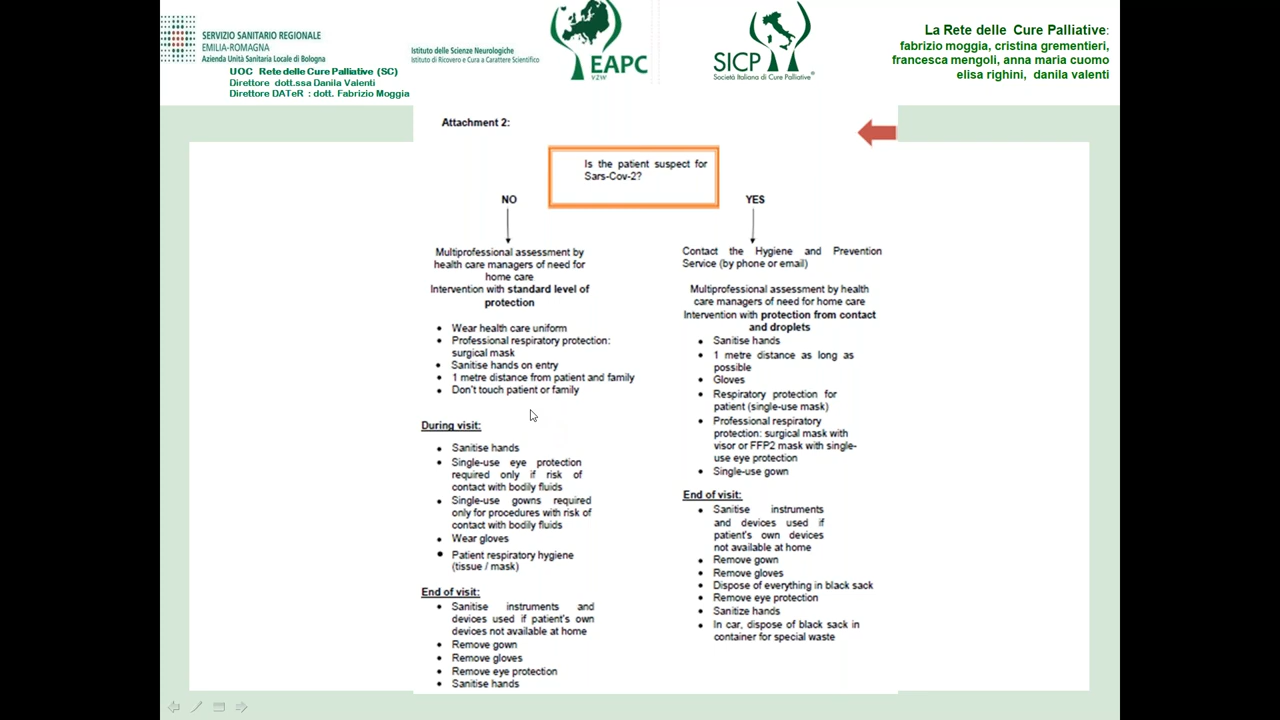 SERVIZIO SANITARIO REGIONALE
EMILIA-ROMAGNA
Azienda Unità Sanitaria Locale di Bologna
Istituto delle Scienze Neurologiche
Istituto di Ricovero e Cura a Carattere Scientifico
UOC Rete delle Cure Palliative (SC)
Direttore dott.ssa Danila Valenti
Direttore DATeR : dott. Fabrizio Moggia
EAPC
VZW
SICP
Società Italiana di Cure Palliative
La Rete delle Cure Palliative:
fabrizio moggia, cristina grementieri,
francesca mengoli, anna maria cuomo
elisa righini, danila valenti
Attachment 2:
Is the patient suspect for
Sars-Cov-2?
NO
Multiprofessional assessment by
health care managers of need for
home care
Intervention with standard level of
protection
• Wear health care uniform
• Professional respiratory protection:
surgical mask
• Sanitise hands on entry
• 1 metre distance from patient and family
• Don't touch patient or family
During visit:
• Sanitise hands
• Single-use eye protection
required only if risk of
contact with bodily fluids
• Single-use gowns required
only for procedures with risk of
contact with bodily fluids
• Wear gloves
• Patient respiratory hygiene
(tissue / mask)
End of visit:
• Sanitise instruments and
devices used if patient's own
devices not available at home
• Remove gown
• Remove gloves
• Remove eye protection
• Sanitise hands
YES
Contact the Hygiene and Prevention
Service (by phone or email)
Multiprofessional assessment by health
care managers of need for home care
Intervention with protection from contact
and droplets
• Sanitise hands
• 1 metre distance as long as
possible
• Gloves
• Respiratory protection for
patient (single-use mask)
• Professional respiratory
protection: surgical mask with
visor or FFP2 mask with single-
use eye protection
• Single-use gown
End of visit:
• Sanitise instruments
and devices used if
patient's own devices
not available at home
• Remove gown
• Remove gloves
• Dispose of everything in black sack
• Remove eye protection
• Sanitize hands
• In car, dispose of black sack in
container for special waste